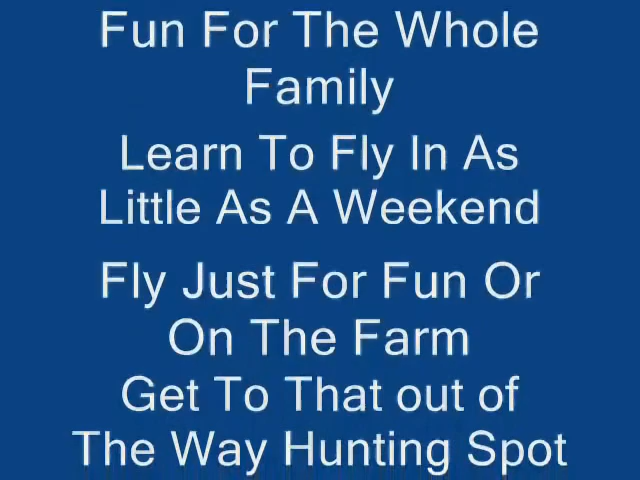 Fun For The Whole
Family
Learn To Fly In As
Little As A Weekend
Fly Just For Fun Or
On The Farm
Get To That out of
The Way Hunting Spot